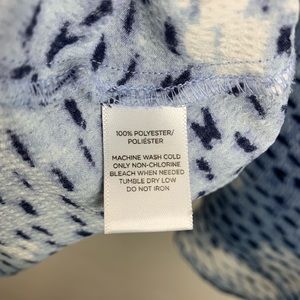 100% POLYESTER/
POLIÉSTER
MACHINE WASH COLD
ONLY NON-CHLORINE
BLEACH WHEN NEEDED
TUMBLE DRY LOW
DO NOT IRON